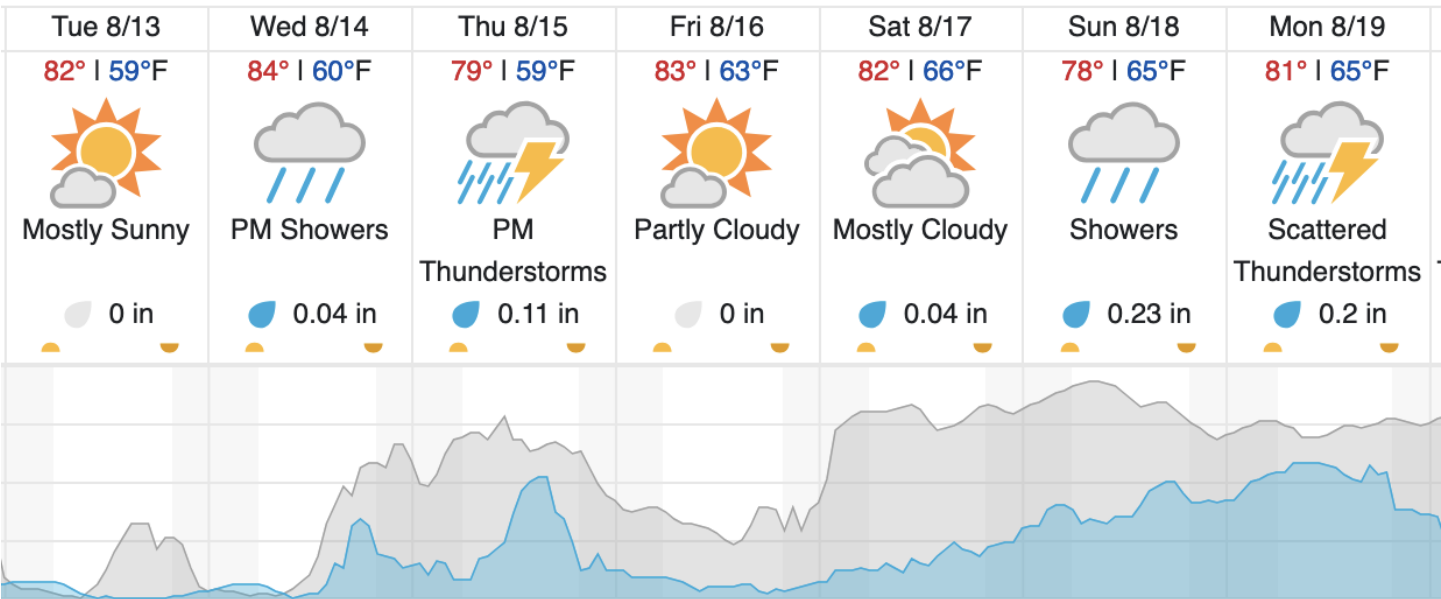 Tue 8/13 Wed 8/14 Thu 8/15 Fri 8/16 Sat 8/17 Sun 8/18 Mon 8/19
82° | 59°F 84° | 60°F 79° | 59°F 83° | 63°F 82° | 66°F 78° | 65°F 81° | 65°F
Mostly Sunny PM Showers PM Partly Cloudy Mostly Cloudy Showers Scattered
Thunderstorms Thunderstorms
0 in 0.04 in 0.11 in 0 in 0.04 in 0.23 in 0.2 in